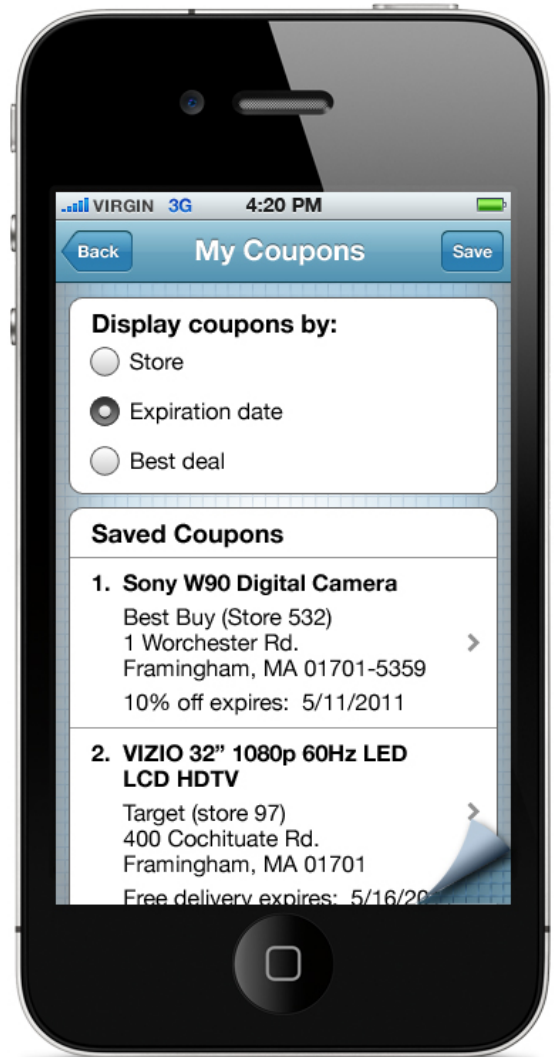 VIRGIN 3G 4:20 PM
Back My Coupons Save
Display coupons by:
Store
Expiration date
Best deal
Saved Coupons
1. Sony W90 Digital Camera
Best Buy (Store 532)
1 Worchester Rd.
Framingham, MA 01701-5359
10% off expires: 5/11/2011
2. VIZIO 32” 1080p 60Hz LED
LCD HDTV
Target (store 97)
400 Cochituate Rd.
Framingham, MA 01701
Free delivery expires: